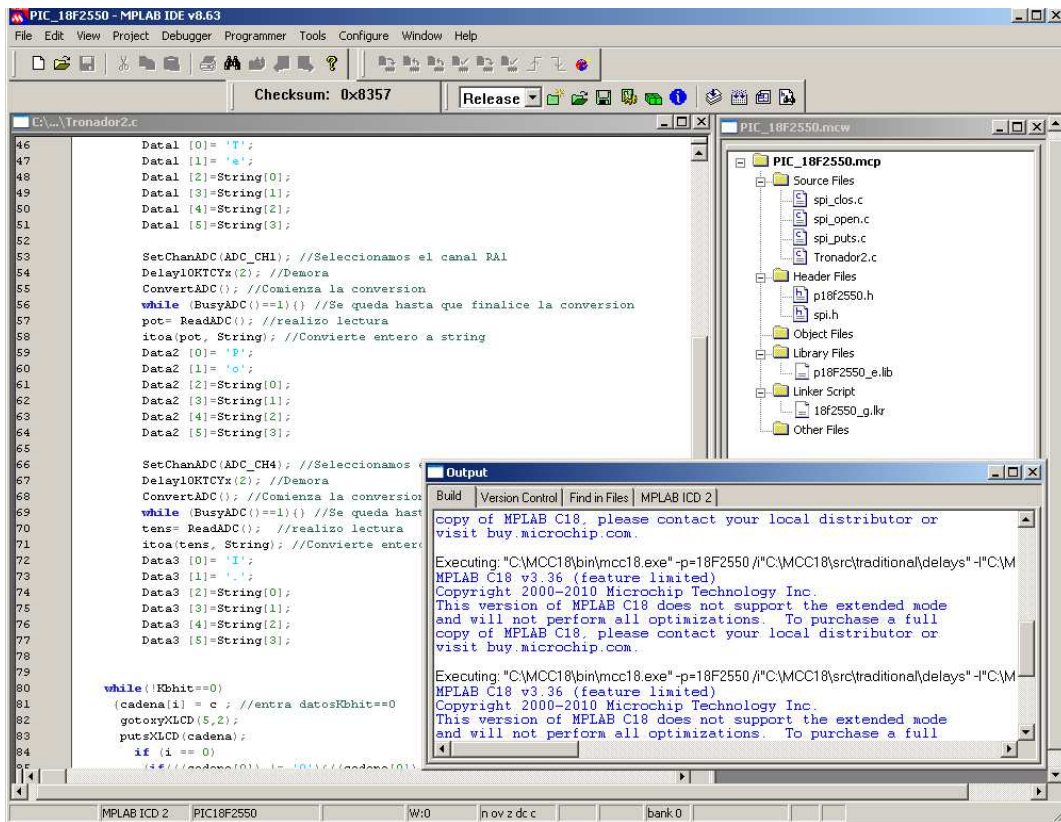 PIC_18F2550 - MPLAB IDE v8.63
File Edit View Project Debugger Programmer Tools Configure Window Help
Checksum: 0x8357
Release
C:\...\Tronador2.c
46 Data1 [0]= 'T';
47 Data1 [1]= 'e';
48 Data1 [2]=String[0];
49 Data1 [3]=String[1];
50 Data1 [4]=String[2];
51 Data1 [5]=String[3];
52
53 SetChanADC(ADC_CH1); //Seleccionamos el canal RA1
54 Delay10KTCYx(2); //Demora
55 ConvertADC(); //Comienza la conversion
56 while (BusyADC()==1){} //Se queda hasta que finalice la conversion
57 pot= ReadADC(); //realizo lectura
58 itoa(pot, String); //Convierte entero a string
59 Data2 [0]= 'P';
60 Data2 [1]= 'o';
61 Data2 [2]=String[0];
62 Data2 [3]=String[1];
63 Data2 [4]=String[2];
64 Data2 [5]=String[3];
65
66 SetChanADC(ADC_CH4); //Seleccionamos
67 Delay10KTCYx(2); //Demora
68 ConvertADC(); //Comienza la conversion
69 while (BusyADC()==1){} //Se queda hast
70 tens= ReadADC(); //realizo lectura
71 itoa(tens, String); //Convierte entero
72 Data3 [0]= 'I';
73 Data3 [1]= '.';
74 Data3 [2]=String[0];
75 Data3 [3]=String[1];
76 Data3 [4]=String[2];
77 Data3 [5]=String[3];
78
79
80 while(!Kbhit==0)
81 {cadena[i] = c ; //entra datosKbhit==0
82 gotoxyXLCD(5,2);
83 putsXLCD(cadena);
84 if (i == 0)
PIC_18F2550.mcw
PIC_18F2550.mcp
Source Files
spi_clos.c
spi_open.c
spi_puts.c
Tronador2.c
Header Files
p18f2550.h
spi.h
Object Files
Library Files
p18F2550_e.lib
Linker Script
18f2550_g.lkr
Other Files
Output
Build Version Control Find in Files MPLAB ICD 2
copy of MPLAB C18, please contact your local distributor or
visit buy.microchip.com.
Executing: "C:\MCC18\bin\mcc18.exe" -p=18F2550 /i"C:\MCC18\src\traditional\delays" -I"C:\M
MPLAB C18 v3.36 (feature limited)
Copyright 2000-2010 Microchip Technology Inc.
This version of MPLAB C18 does not support the extended mode
and will not perform all optimizations. To purchase a full
copy of MPLAB C18, please contact your local distributor or
visit buy.microchip.com.
Executing: "C:\MCC18\bin\mcc18.exe" -p=18F2550 /i"C:\MCC18\src\traditional\delays" -I"C:\M
MPLAB C18 v3.36 (feature limited)
Copyright 2000-2010 Microchip Technology Inc.
This version of MPLAB C18 does not support the extended mode
and will not perform all optimizations. To purchase a full
MPLAB ICD 2 PIC18F2550 W:0 n ov z dc c bank 0